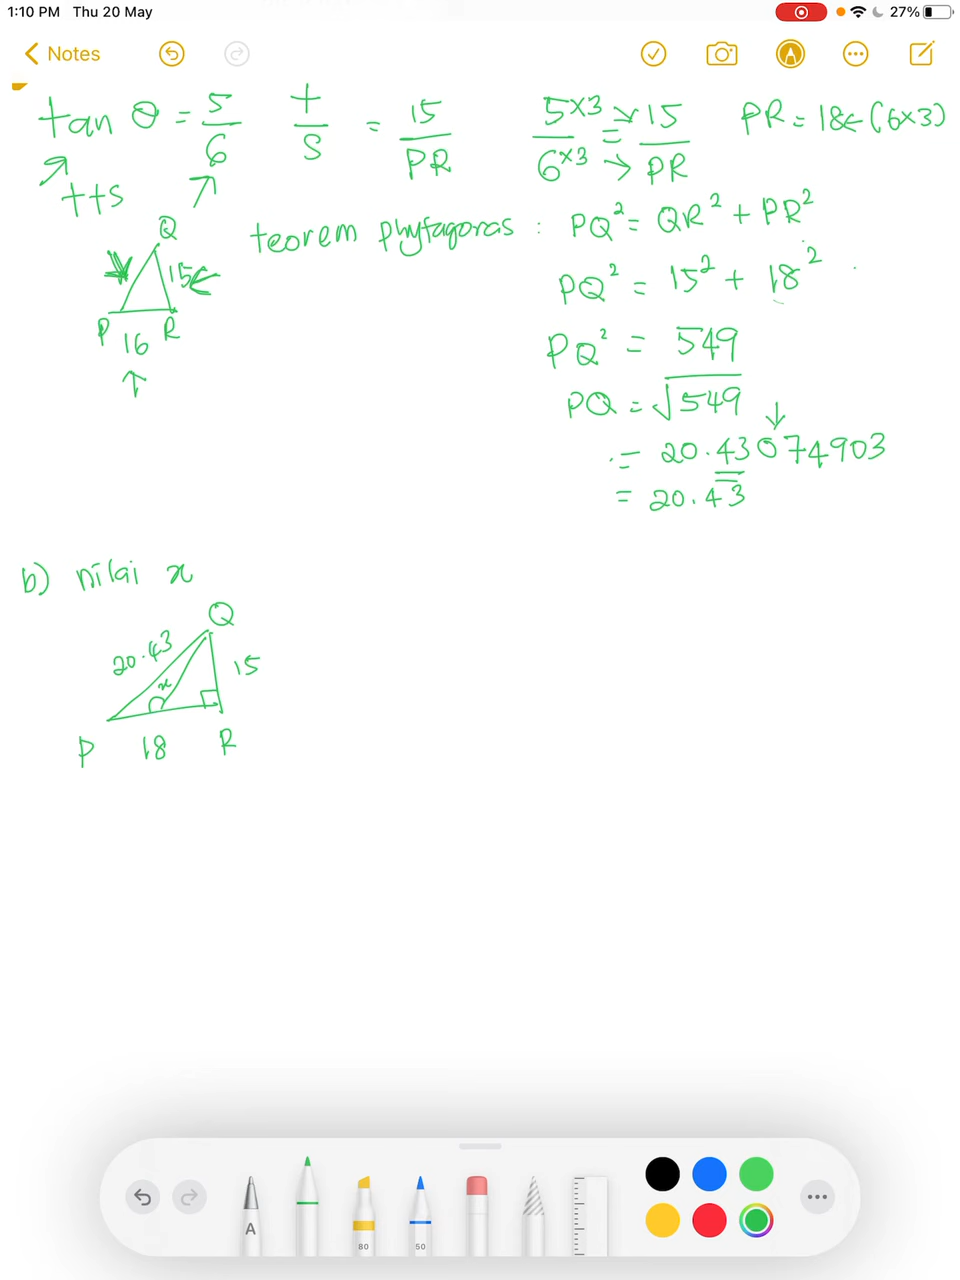 1:10 PM Thu 20 May 27%
Notes
tan θ = 5/6 t/s = 15/PR 5×3/6×3 = 15/PR PR = 18 ← (6×3)
tts
Q
15
P 16 R
teorem phytagoras : PQ² = QR² + PR²
PQ² = 15² + 18²
PQ² = 549
PQ = √549
= 20.43074903
= 20.43
b) nilai x
Q
20.43
15
x
P 18 R
A 80 50